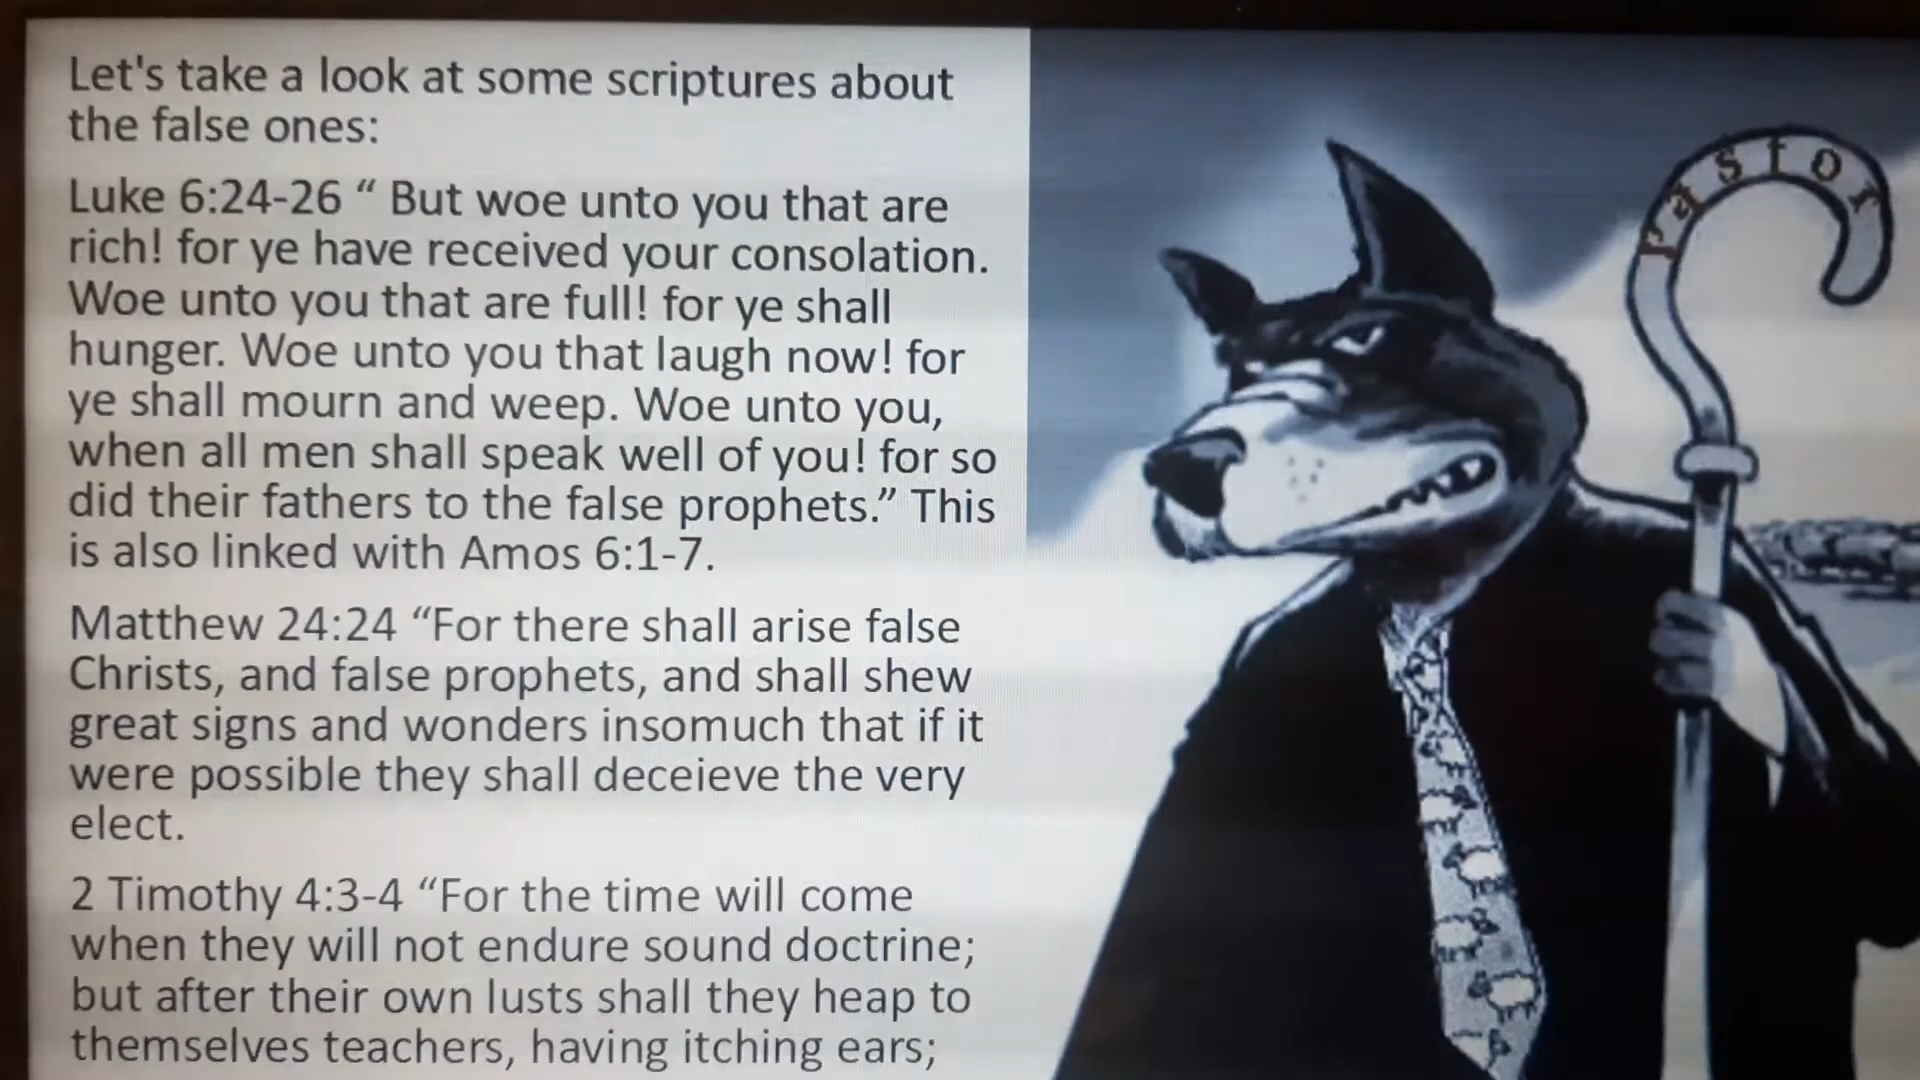 Let's take a look at some scriptures about
the false ones:
Luke 6:24-26 “ But woe unto you that are
rich! for ye have received your consolation.
Woe unto you that are full! for ye shall
hunger. Woe unto you that laugh now! for
ye shall mourn and weep. Woe unto you,
when all men shall speak well of you! for so
did their fathers to the false prophets.” This
is also linked with Amos 6:1-7.
Matthew 24:24 “For there shall arise false
Christs, and false prophets, and shall shew
great signs and wonders insomuch that if it
were possible they shall deceieve the very
elect.
2 Timothy 4:3-4 “For the time will come
when they will not endure sound doctrine;
but after their own lusts shall they heap to
themselves teachers, having itching ears;
Pastor